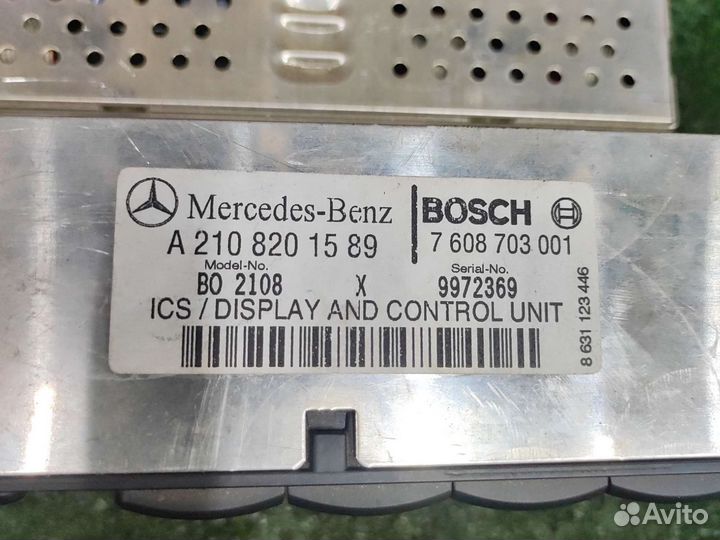 Mercedes-Benz
BOSCH
A 210 820 15 89
7 608 703 001
Model-No.
Serial-No.
BO 2108 X 9972369
ICS / DISPLAY AND CONTROL UNIT
8 631 123 446
Avito